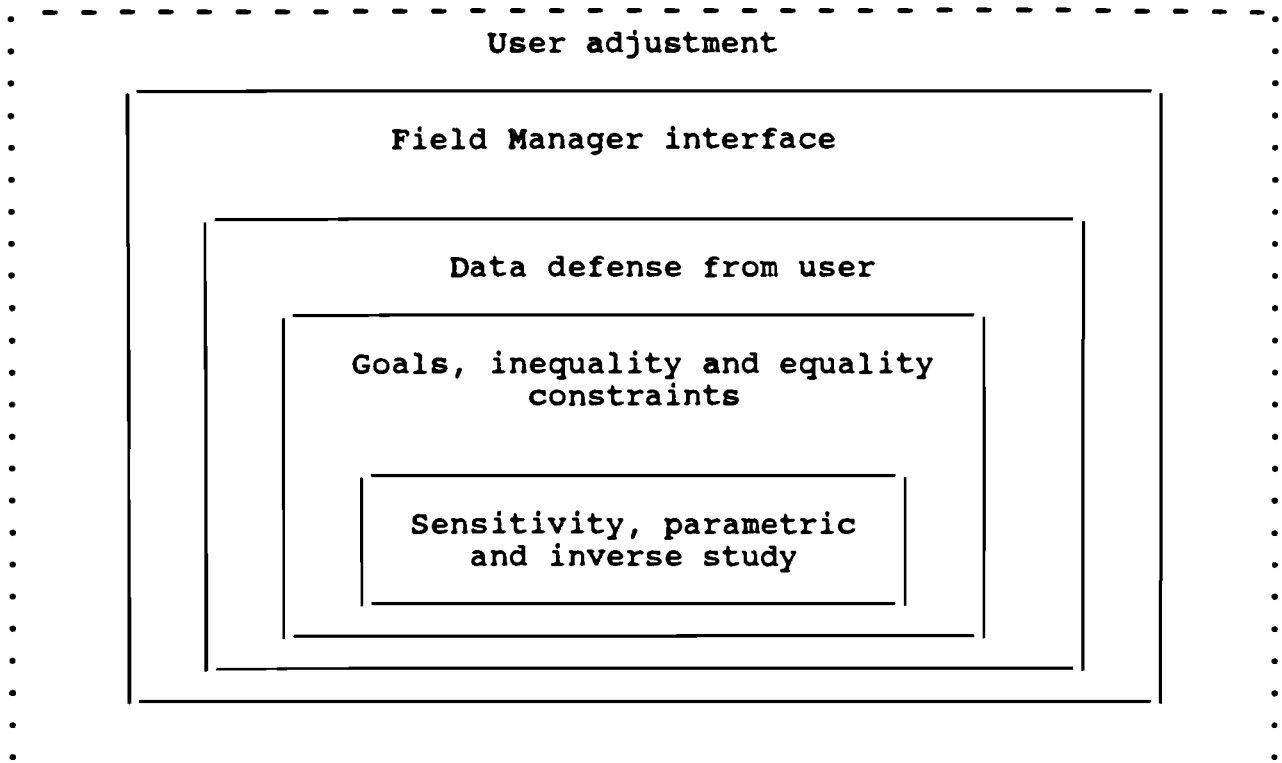 User adjustment
Field Manager interface
Data defense from user
Goals, inequality and equality
constraints
Sensitivity, parametric
and inverse study